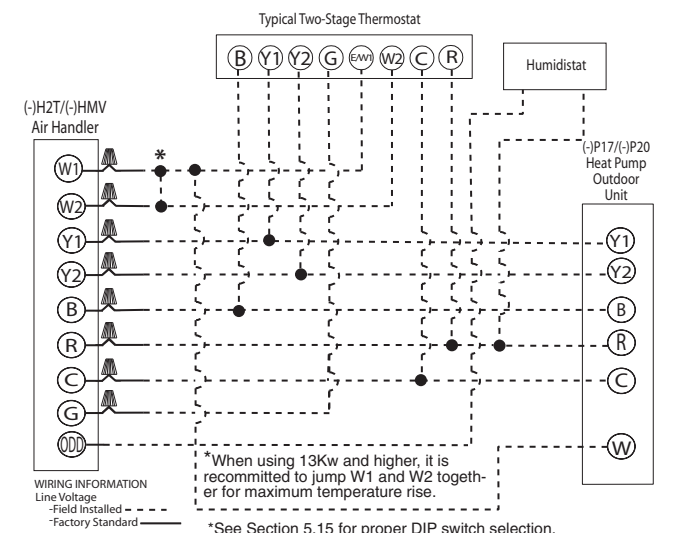 Typical Two-Stage Thermostat
B Y1 Y2 G E/W1 W2 C R
Humidistat
(-)H2T/(-)HMV
Air Handler
W1
W2
Y1
Y2
B
R
C
G
ODD
*
(-)P17/(-)P20
Heat Pump
Outdoor
Unit
Y1
Y2
B
R
C
W
*When using 13Kw and higher, it is
recommitted to jump W1 and W2 togeth-
er for maximum temperature rise.
WIRING INFORMATION
Line Voltage
-Field Installed
-Factory Standard
*See Section 5.15 for proper DIP switch selection.